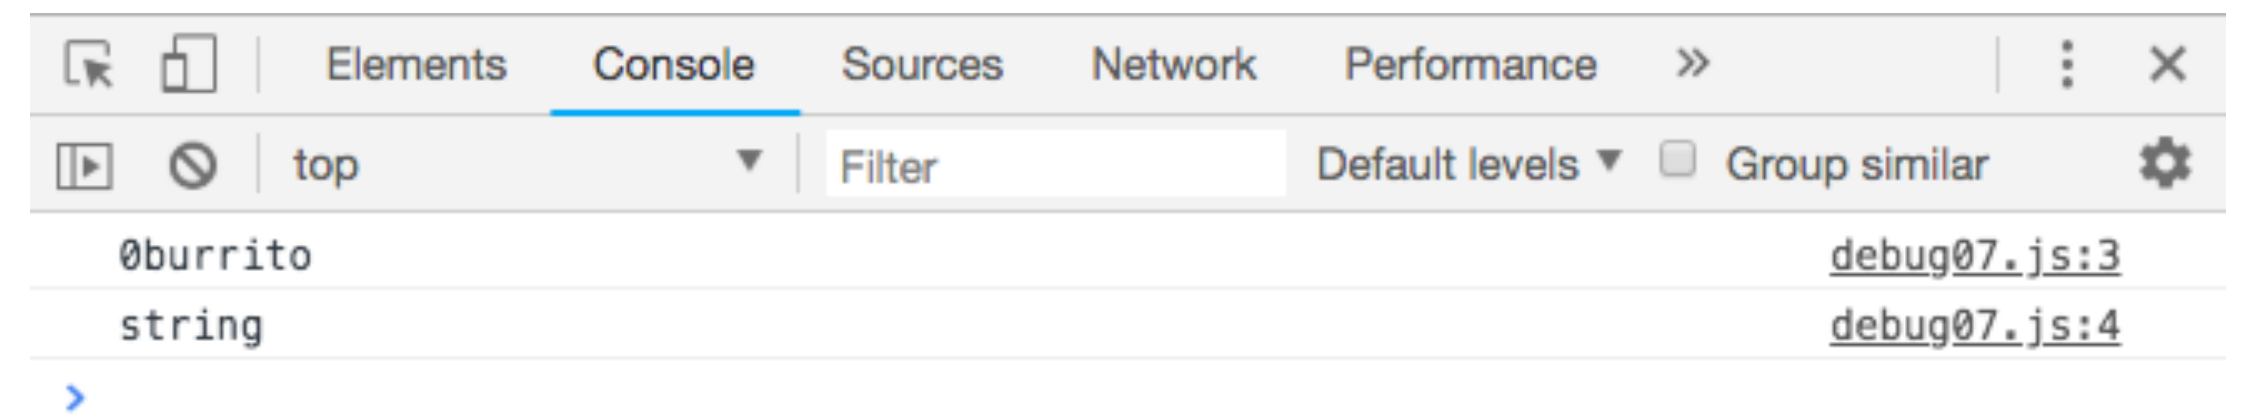 Elements Console Sources Network Performance »
top ▼ Filter Default levels ▼ Group similar
0burrito debug07.js:3
string debug07.js:4
>